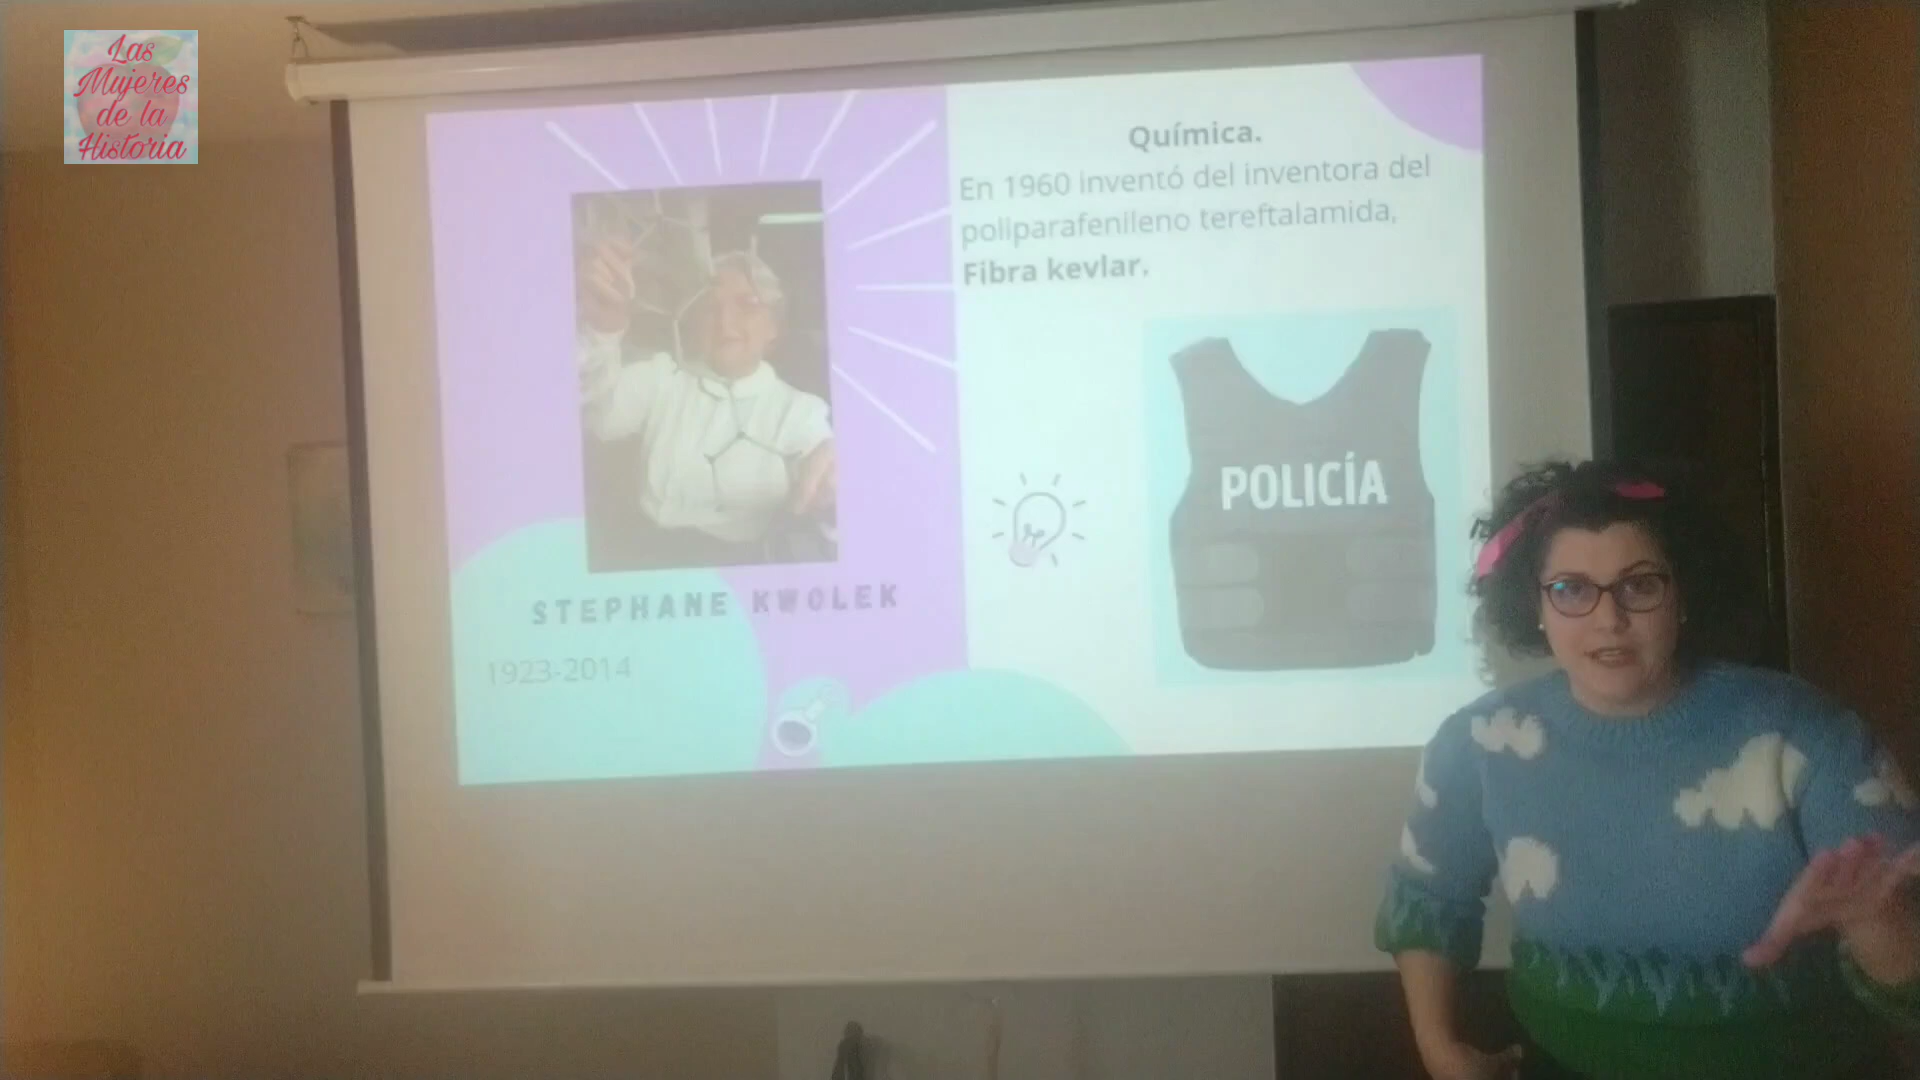 Las
Mujeres
de la
Historia
Química.
En 1960 inventó del inventora del
poliparafenileno tereftalamida,
Fibra kevlar.
POLICÍA
STEPHANE KWOLEK
1923-2014